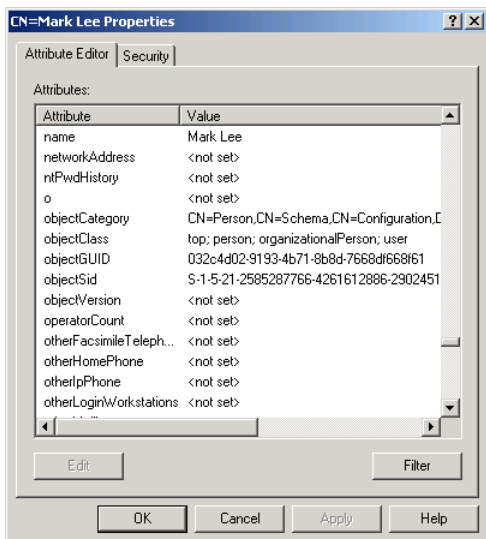 CN=Mark Lee Properties
Attribute Editor Security
Attributes:
Attribute Value
name Mark Lee
networkAddress <not set>
ntPwdHistory <not set>
o <not set>
objectCategory CN=Person,CN=Schema,CN=Configuration,D
objectClass top; person; organizationalPerson; user
objectGUID 032c4d02-9193-4b71-8b8d-7668df668f61
objectSid S-1-5-21-2585287766-4261612886-2902451
objectVersion <not set>
operatorCount <not set>
otherFacsimileTeleph... <not set>
otherHomePhone <not set>
otherIpPhone <not set>
otherLoginWorkstations <not set>
Edit Filter
OK Cancel Apply Help